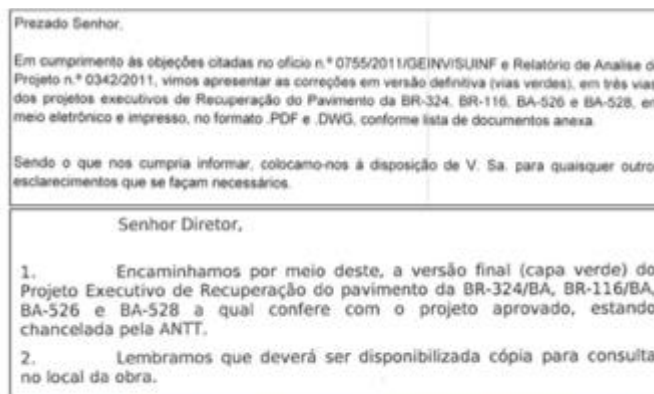 Prezado Senhor,
Em cumprimento às objeções citadas no ofício n.º 0755/2011/GEINV/SUINF e Relatório de Analise d
Projeto n.º 0342/2011, vimos apresentar as correções em versão definitiva (vias verdes), em três vias
dos projetos executivos de Recuperação do Pavimento da BR-324, BR-116, BA-526 e BA-528, en
meio eletrônico e impresso, no formato .PDF e .DWG, conforme lista de documentos anexa.
Sendo o que nos cumpria informar, colocamo-nos à disposição de V. Sa. para quaisquer outro
esclarecimentos que se façam necessários.
Senhor Diretor,
1. Encaminhamos por meio deste, a versão final (capa verde) do
Projeto Executivo de Recuperação do pavimento da BR-324/BA, BR-116/BA,
BA-526 e BA-528 a qual confere com o projeto aprovado, estando
chancelada pela ANTT.
2. Lembramos que deverá ser disponibilizada cópia para consulta
no local da obra.